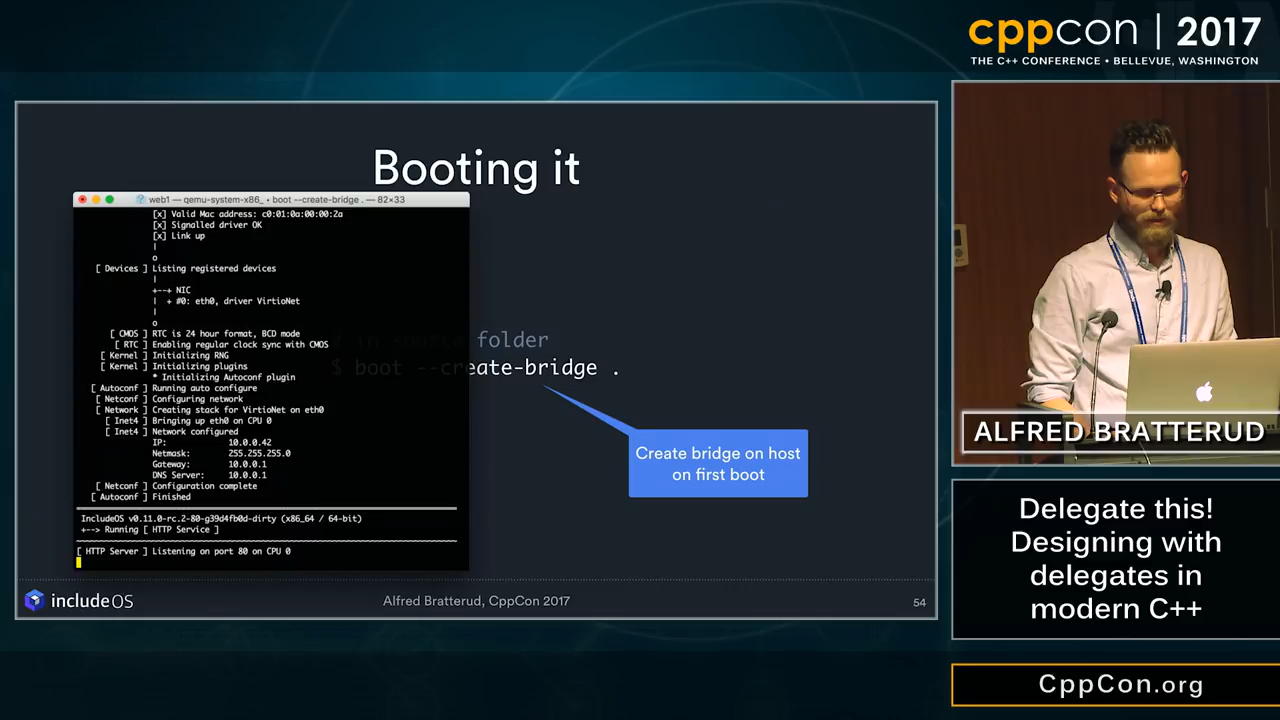 cppcon | 2017
THE C++ CONFERENCE • BELLEVUE, WASHINGTON
Booting it
web1 — qemu-system-x86_ • boot --create-bridge . — 82×33
[x] Valid Mac address: c0:01:0a:00:00:2a
[x] Signalled driver OK
[x] Link up
|
o
[ Devices ] Listing registered devices
|
+--+ NIC
|  + #0: eth0, driver VirtioNet
|
o
[ CMOS ] RTC is 24 hour format, BCD mode
[ RTC ] Enabling regular clock sync with CMOS
[ Kernel ] Initializing RNG
[ Kernel ] Initializing plugins
* Initializing Autoconf plugin
[ Autoconf ] Running auto configure
[ Netconf ] Configuring network
[ Network ] Creating stack for VirtioNet on eth0
[ Inet4 ] Bringing up eth0 on CPU 0
[ Inet4 ] Network configured
IP: 10.0.0.42
Netmask: 255.255.255.0
Gateway: 10.0.0.1
DNS Server: 10.0.0.1
[ Netconf ] Configuration complete
[ Autoconf ] Finished
IncludeOS v0.11.0-rc.2-80-g39d4fb0d-dirty (x86_64 / 64-bit)
+--> Running [ HTTP Service ]
[ HTTP Server ] Listening on port 80 on CPU 0
# in source folder
$ boot --create-bridge .
Create bridge on host
on first boot
includeOS
Alfred Bratterud, CppCon 2017
54
ALFRED BRATTERUD
Delegate this!
Designing with
delegates in
modern C++
CppCon.org